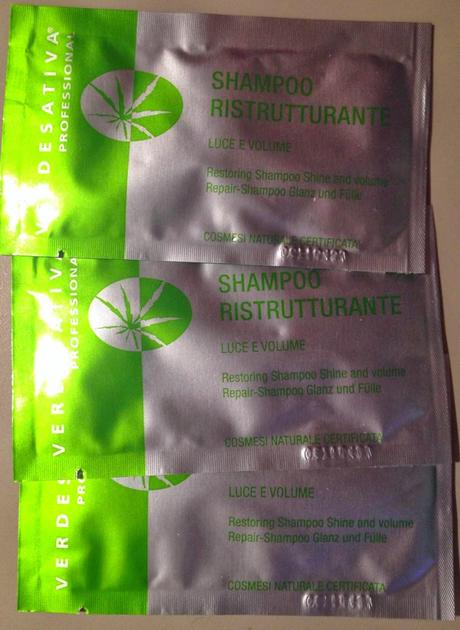 VERDESATIVA®
PROFESSIONAL
SHAMPOO
RISTRUTTURANTE
LUCE E VOLUME
Restoring Shampoo Shine and volume
Repair-Shampoo Glanz und Fülle
COSMESI NATURALE CERTIFICATA
VERDESATIVA
PROFESSIONAL
SHAMPOO
RISTRUTTURANTE
LUCE E VOLUME
Restoring Shampoo Shine and volume
Repair-Shampoo Glanz und Fülle
COSMESI NATURALE CERTIFICATA
VERDES
PR
LUCE E VOLUME
Restoring Shampoo Shine and volume
Repair-Shampoo Glanz und Fülle
COSMESI NATURALE CERTIFICATA